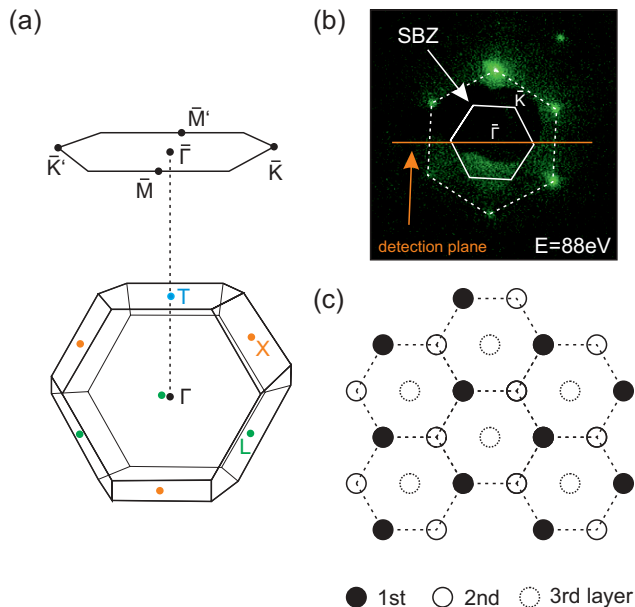 (a)
M̄‘
Γ̄
K̄‘
K̄
M̄
T
X
Γ
L
(b)
SBZ
K̄
Γ̄
detection plane
E=88eV
(c)
1st 2nd 3rd layer